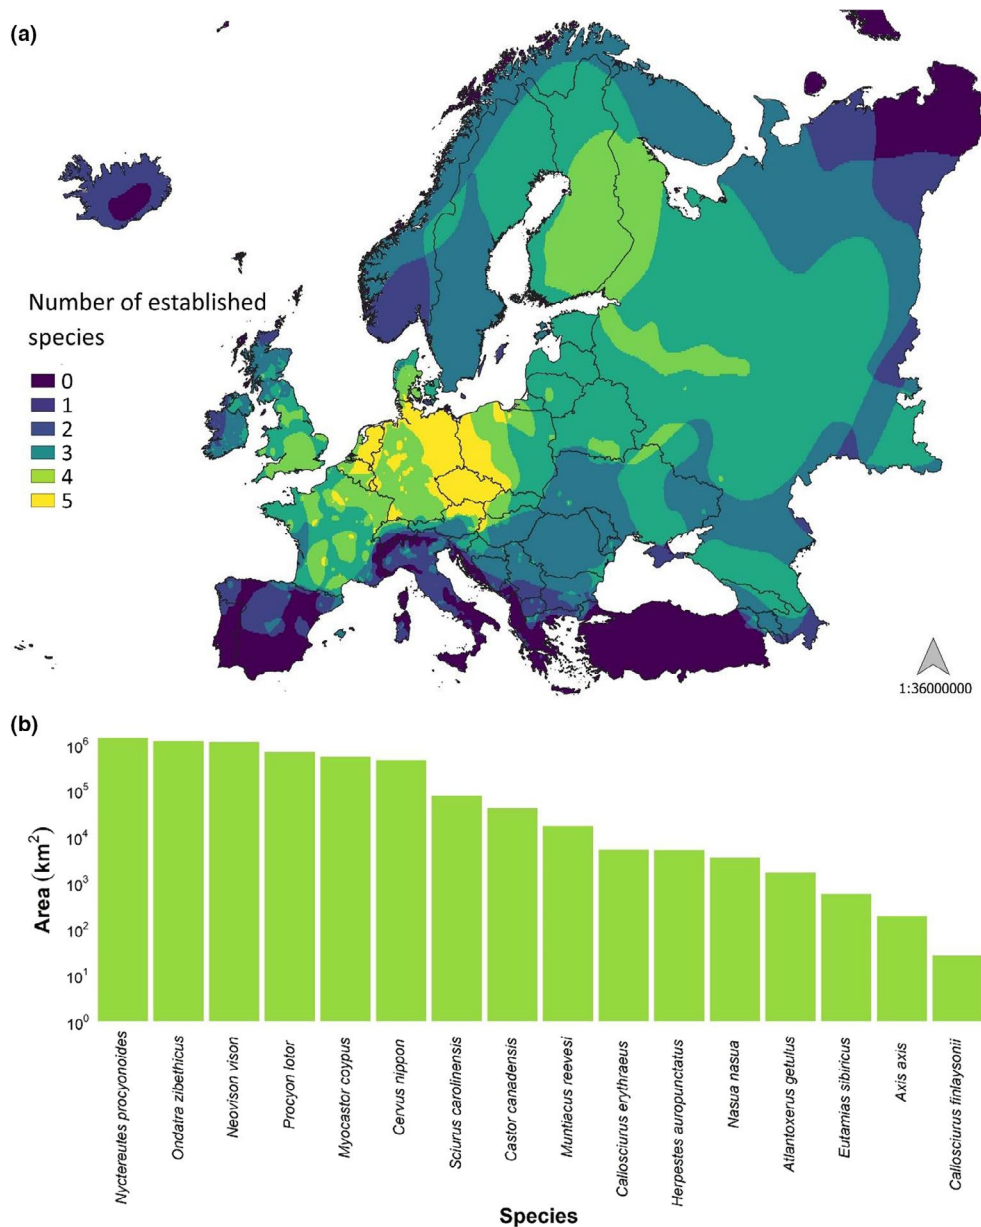 (a)
Number of established
species
0
1
2
3
4
5
1:36000000
(b)
Area (km²)
10⁶
10⁵
10⁴
10³
10²
10¹
10⁰
Nyctereutes procyonoides
Ondatra zibethicus
Neovison vison
Procyon lotor
Myocastor coypus
Cervus nippon
Sciurus carolinensis
Castor canadensis
Muntiacus reevesi
Callosciurus erythraeus
Herpestes auropunctatus
Nasua nasua
Atlantoxerus getulus
Eutamias sibiricus
Axis axis
Callosciurus finlaysonii
Species